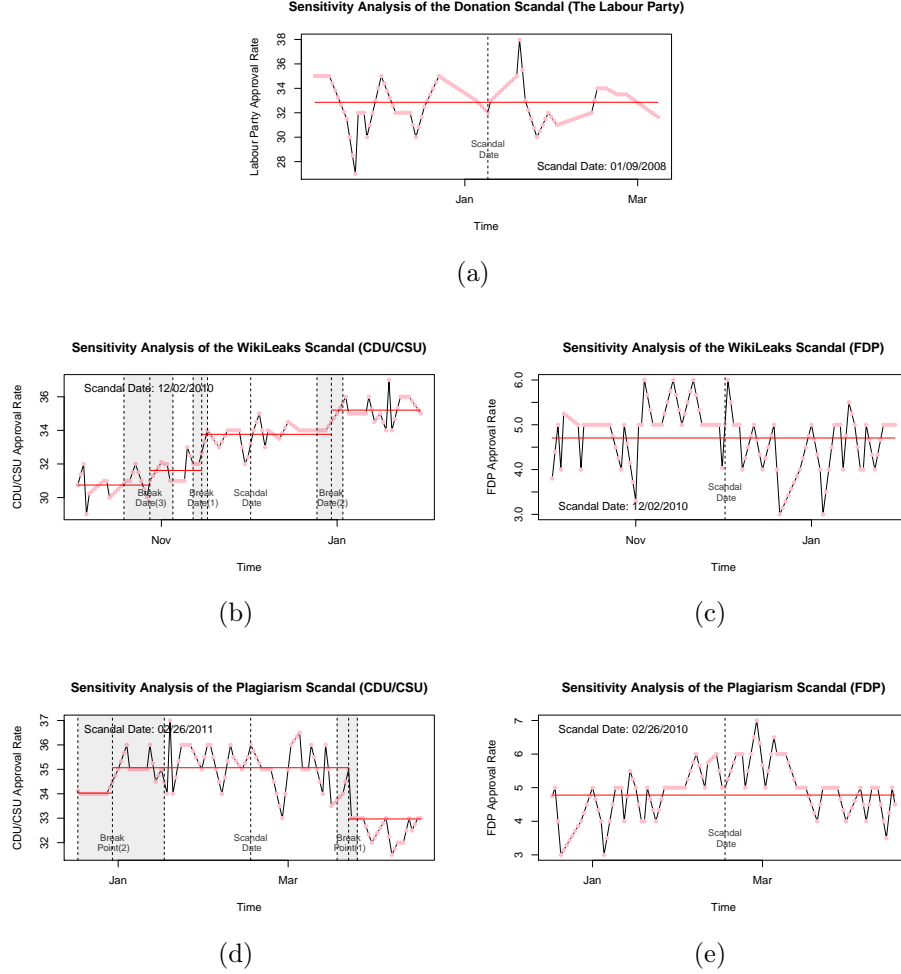 Sensitivity Analysis of the Donation Scandal (The Labour Party)
Labour Party Approval Rate
28 30 32 34 36 38
Scandal
Date
Scandal Date: 01/09/2008
Jan Mar
Time
(a)
Sensitivity Analysis of the WikiLeaks Scandal (CDU/CSU)
CDU/CSU Approval Rate
30 32 34 36
Scandal Date: 12/02/2010
Break
Date(3)
Break
Date(1)
Scandal
Date
Break
Date(2)
Nov Jan
Time
(b)
Sensitivity Analysis of the WikiLeaks Scandal (FDP)
FDP Approval Rate
3.0 4.0 5.0 6.0
Scandal
Date
Scandal Date: 12/02/2010
Nov Jan
Time
(c)
Sensitivity Analysis of the Plagiarism Scandal (CDU/CSU)
CDU/CSU Approval Rate
32 33 34 35 36 37
Scandal Date: 02/26/2011
Break
Point(2)
Scandal
Date
Break
Point(1)
Jan Mar
Time
(d)
Sensitivity Analysis of the Plagiarism Scandal (FDP)
FDP Approval Rate
3 4 5 6 7
Scandal Date: 02/26/2010
Scandal
Date
Jan Mar
Time
(e)